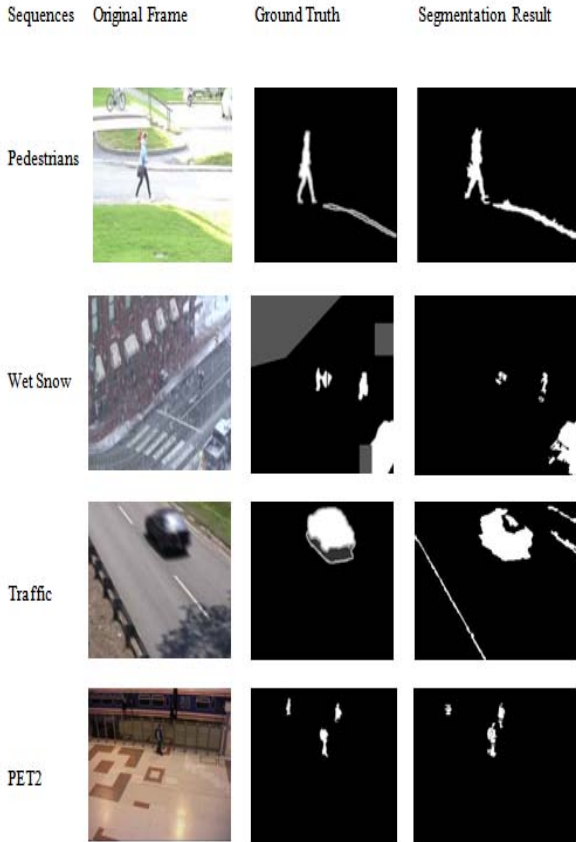 Sequences Original Frame Ground Truth Segmentation Result
Pedestrians
Wet Snow
Traffic
PET2